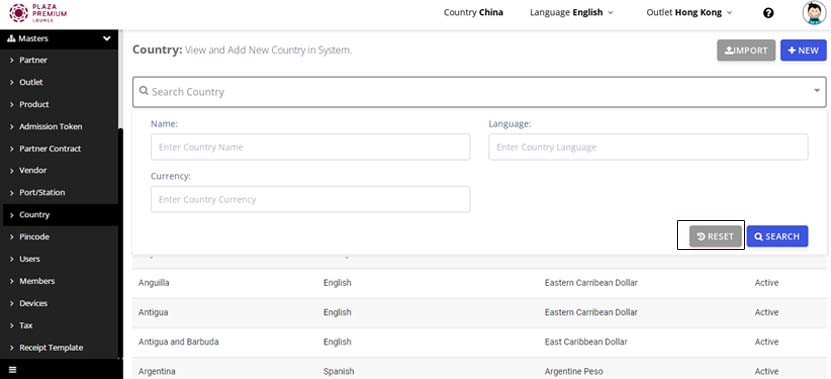 PLAZA
PREMIUM
LOUNGE
Country China
Language English
Outlet Hong Kong
Masters
Partner
Outlet
Product
Admission Token
Partner Contract
Vendor
Port/Station
Country
Pincode
Users
Members
Devices
Tax
Receipt Template
Country: View and Add New Country in System.
IMPORT
+ NEW
Search Country
Name:
Language:
Enter Country Name
Enter Country Language
Currency:
Enter Country Currency
RESET
SEARCH
Anguilla English Eastern Carribean Dollar Active
Antigua English Eastern Carribean Dollar Active
Antigua and Barbuda English East Caribbean Dollar Active
Argentina Spanish Argentine Peso Active